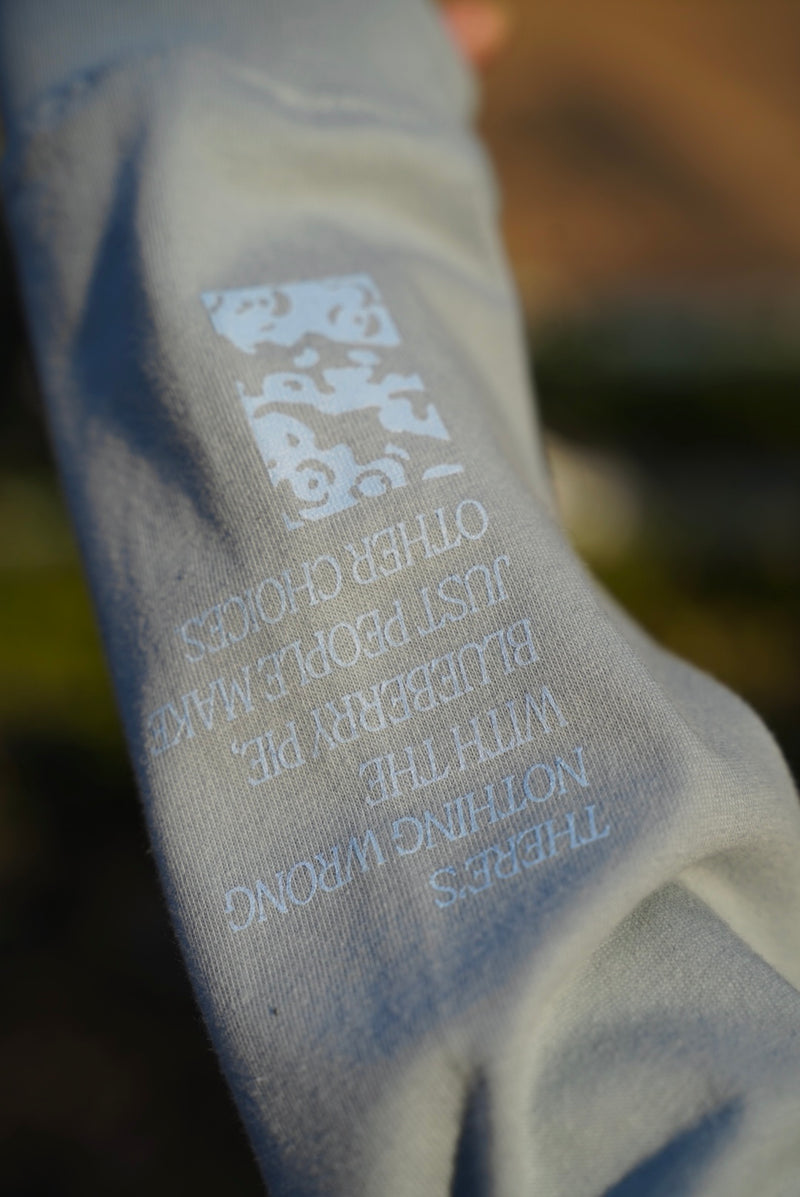 THERE'S
NOTHING WRONG
WITH THE
BLUEBERRY PIE,
JUST PEOPLE MAKE
OTHER CHOICES